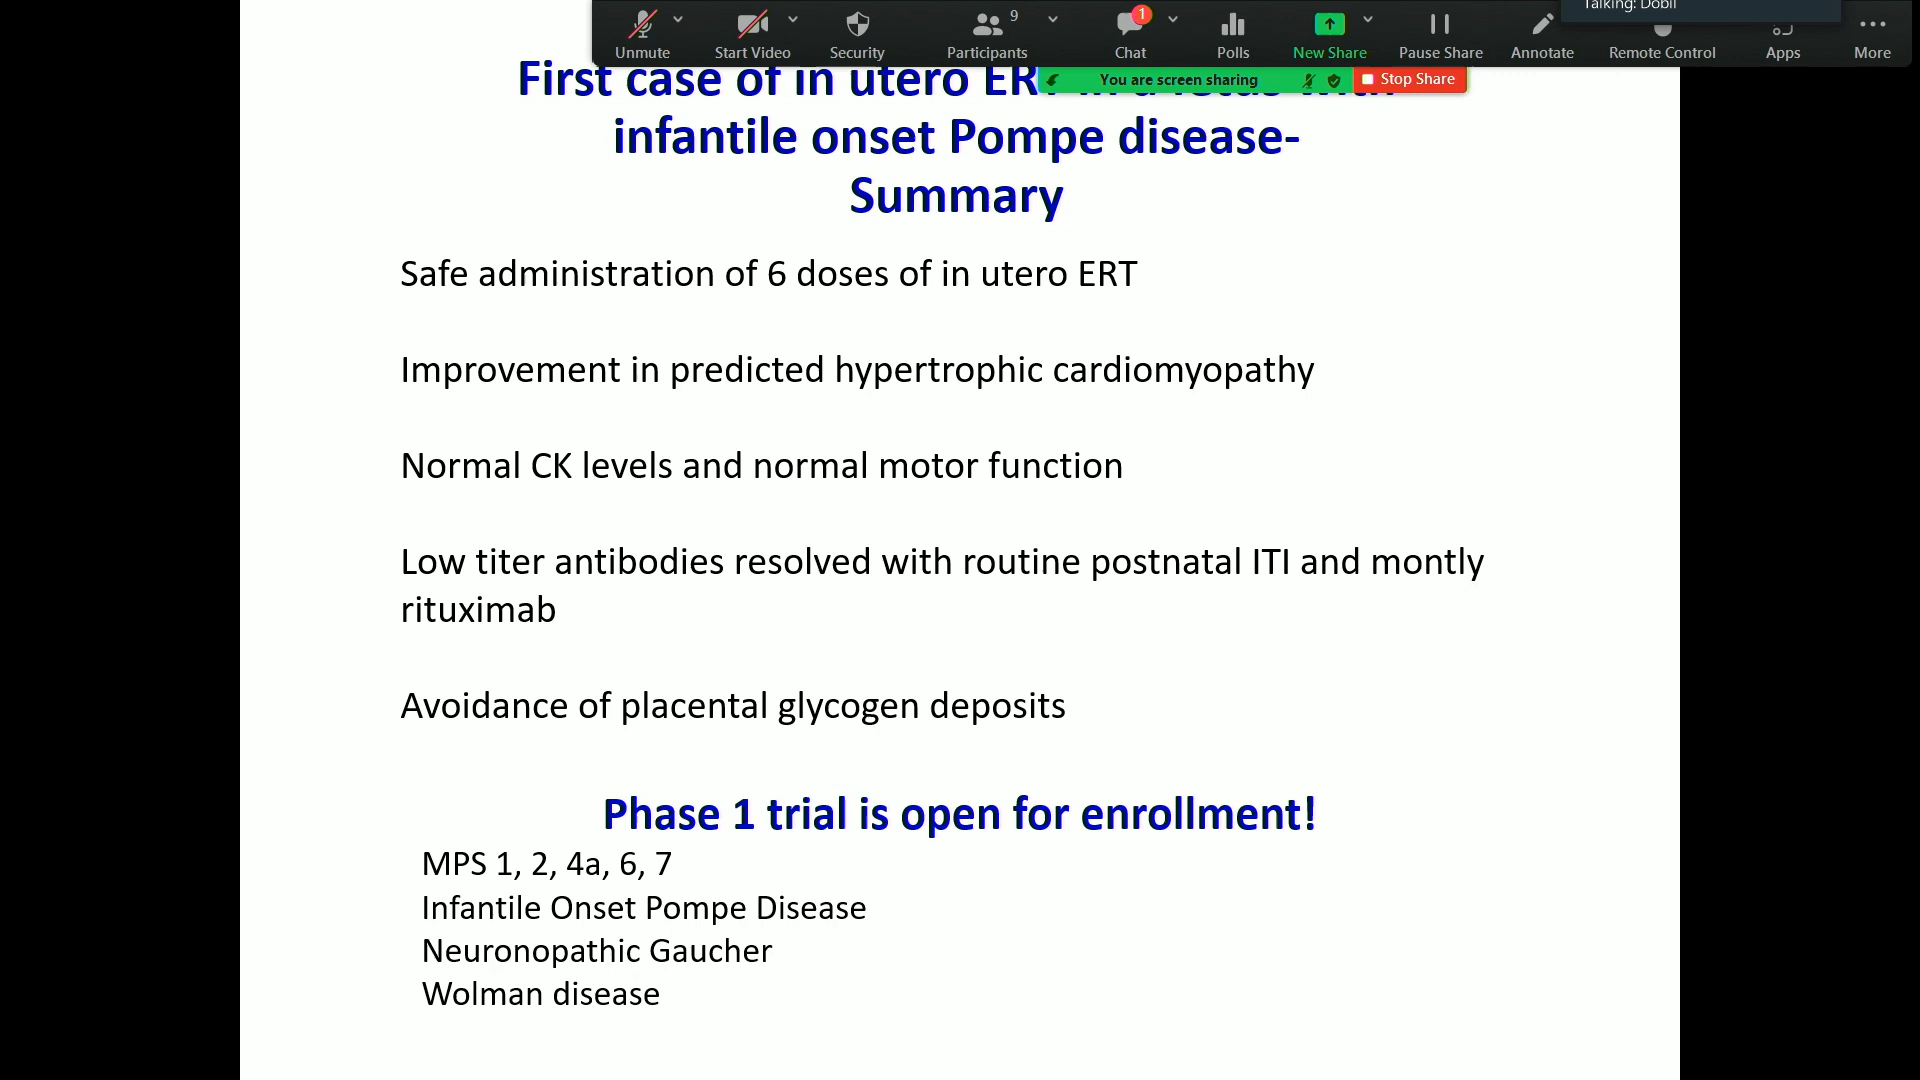 Talking: Dobil
9
1
Unmute Start Video Security Participants Chat Polls New Share Pause Share Annotate Remote Control Apps More
You are screen sharing Stop Share
First case of in utero
infantile onset Pompe disease-
Summary
Safe administration of 6 doses of in utero ERT
Improvement in predicted hypertrophic cardiomyopathy
Normal CK levels and normal motor function
Low titer antibodies resolved with routine postnatal ITI and montly
rituximab
Avoidance of placental glycogen deposits
Phase 1 trial is open for enrollment!
MPS 1, 2, 4a, 6, 7
Infantile Onset Pompe Disease
Neuronopathic Gaucher
Wolman disease